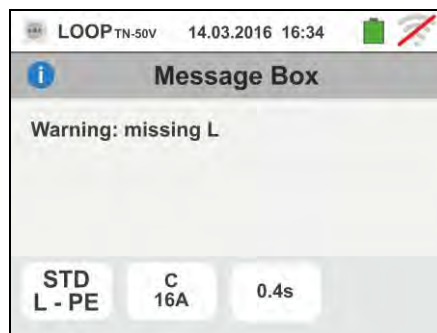 LOOP TN-50V 14.03.2016 16:34
i Message Box
Warning: missing L
STD C 0.4s
L - PE 16A